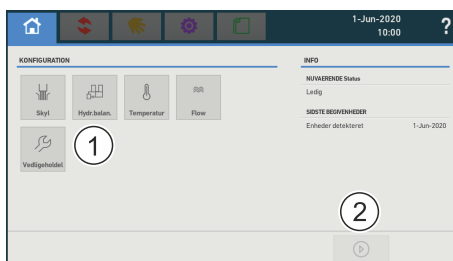 1-Jun-2020
10:00
?
KONFIGURATION
Skyl
Hydr.balan.
Temperatur
Flow
Vedligeholdel
1
INFO
NUVAERENDE Status
Ledig
SIDSTE BEGIVENHEDER
Enheder detekteret 1-Jun-2020
2